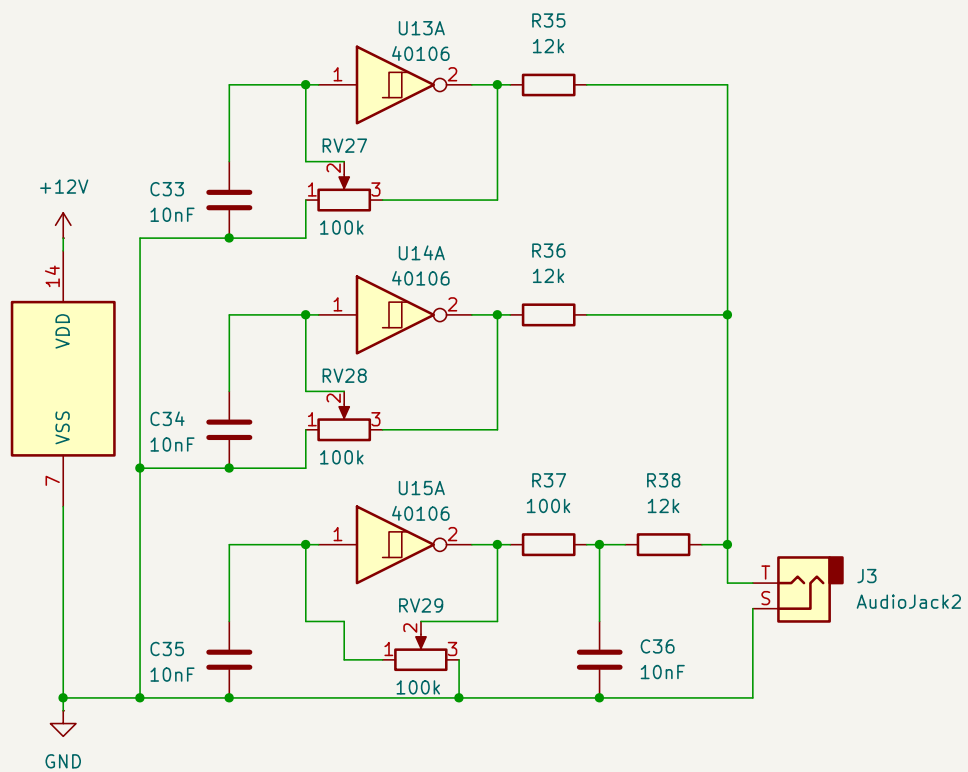 U13A
40106
1
2
R35
12k
RV27
2
1
3
100k
C33
10nF
+12V
14
VDD
VSS
7
U14A
40106
1
2
R36
12k
RV28
2
1
3
100k
C34
10nF
U15A
40106
1
2
R37
100k
R38
12k
RV29
2
1
3
100k
C35
10nF
C36
10nF
T
S
J3
AudioJack2
GND